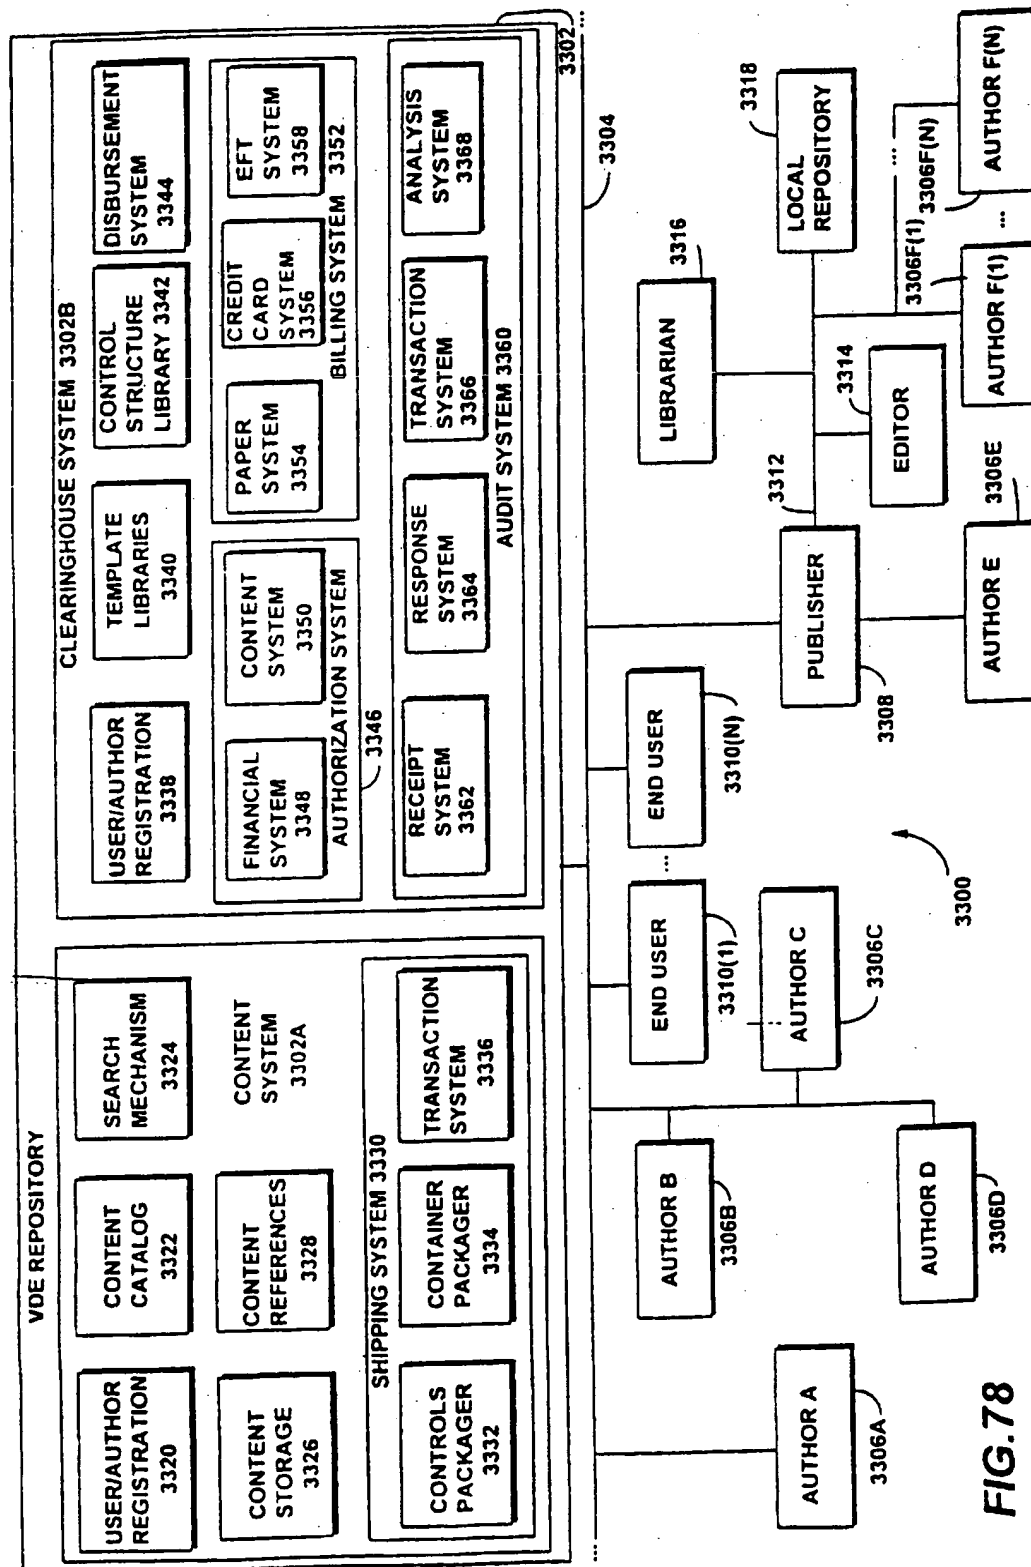 VDE REPOSITORY
USER/AUTHOR
REGISTRATION
3320
CONTENT
CATALOG
3322
SEARCH
MECHANISM
3324
CONTENT
STORAGE
3326
CONTENT
REFERENCES
3328
CONTENT
SYSTEM
3302A
SHIPPING SYSTEM 3330
CONTROLS
PACKAGER
3332
CONTAINER
PACKAGER
3334
TRANSACTION
SYSTEM
3336
CLEARINGHOUSE SYSTEM 3302B
USER/AUTHOR
REGISTRATION
3338
TEMPLATE
LIBRARIES
3340
CONTROL
STRUCTURE
LIBRARY 3342
DISBURSEMENT
SYSTEM
3344
FINANCIAL
SYSTEM
3348
CONTENT
SYSTEM
3350
AUTHORIZATION SYSTEM
3346
PAPER
SYSTEM
3354
CREDIT
CARD
SYSTEM
3356
EFT
SYSTEM
3358
BILLING SYSTEM 3352
RECEIPT
SYSTEM
3362
RESPONSE
SYSTEM
3364
TRANSACTION
SYSTEM
3366
ANALYSIS
SYSTEM
3368
AUDIT SYSTEM 3360
3302
...
...
3304
AUTHOR A
3306A
AUTHOR B
3306B
AUTHOR C
3306C
AUTHOR D
3306D
END USER
3310(1)
...
END USER
3310(N)
3300
PUBLISHER
3308
3312
LIBRARIAN
3316
LOCAL
REPOSITORY
3318
EDITOR
3314
AUTHOR E
3306E
AUTHOR F(1)
3306F(1)
...
...
AUTHOR F(N)
3306F(N)
FIG.78